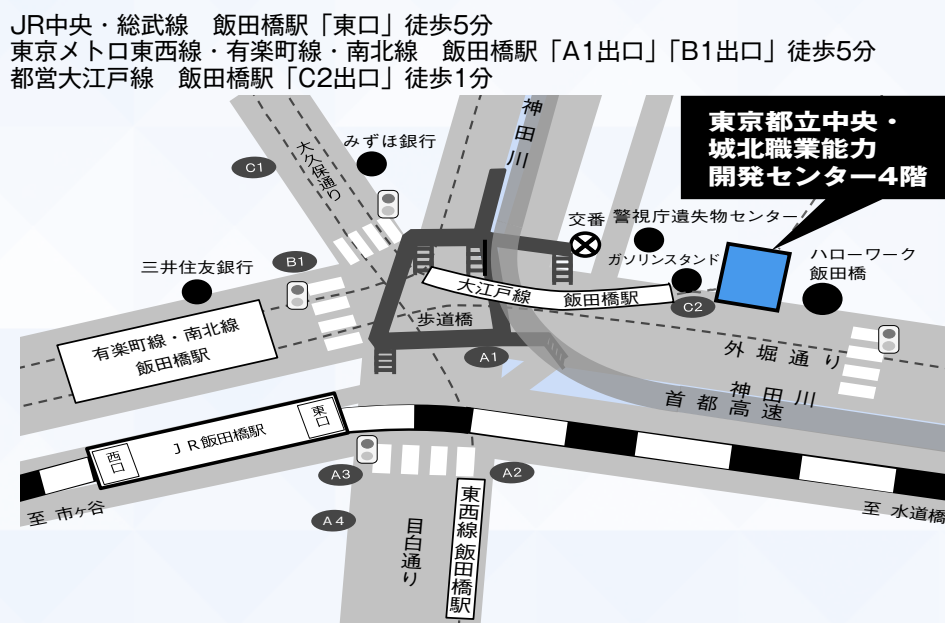 JR中央・総武線　飯田橋駅「東口」徒歩5分
東京メトロ東西線・有楽町線・南北線　飯田橋駅「A1出口」「B1出口」徒歩5分
都営大江戸線　飯田橋駅「C2出口」徒歩1分
神田川
東京都立中央・
城北職業能力
開発センター4階
みずほ銀行
大久保通り
C1
交番
警視庁遺失物センター
ガソリンスタンド
ハローワーク
飯田橋
B1
三井住友銀行
大江戸線　飯田橋駅
C2
歩道橋
有楽町線・南北線
飯田橋駅
A1
外堀通り
神田川
首都高速
東口
JR飯田橋駅
西口
A3
A2
A4
至 市ヶ谷
至 水道橋
目白通り
東西線 飯田橋駅